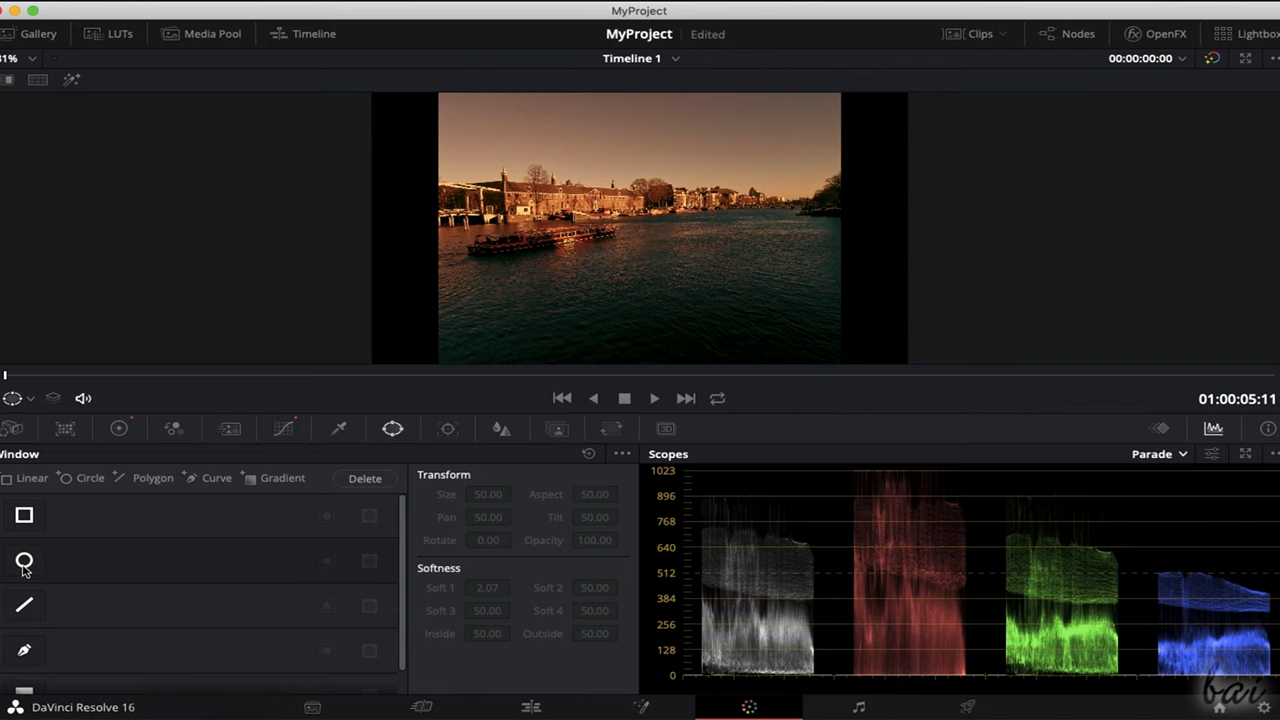 MyProject
Gallery LUTs Media Pool Timeline MyProject Edited Clips Nodes OpenFX Lightbox
31% Timeline 1 00:00:00:00
01:00:05:11
Window Scopes Parade
Linear Circle Polygon Curve Gradient Delete
Transform
Size 50.00 Aspect 50.00
Pan 50.00 Tilt 50.00
Rotate 0.00 Opacity 100.00
Softness
Soft 1 2.07 Soft 2 50.00
Soft 3 50.00 Soft 4 50.00
Inside 50.00 Outside 50.00
3D
1023
896
768
640
512
384
256
128
0
DaVinci Resolve 16
bai